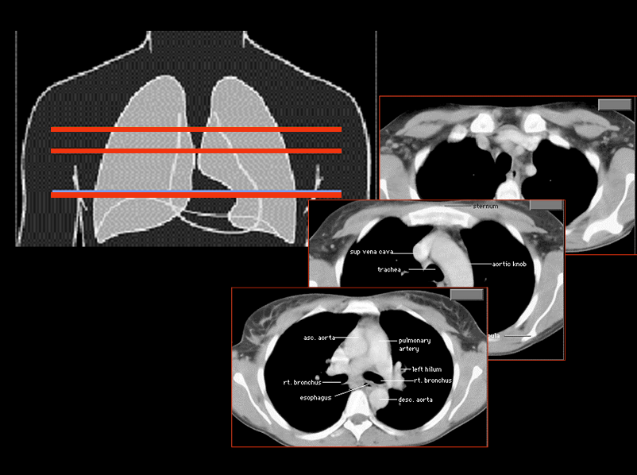 sternum
sup vena cava
aortic knob
trachea
asc. aorta
pulmonary
artery
left hilum
rt. bronchus
rt. bronchus
esophagus
desc. aorta